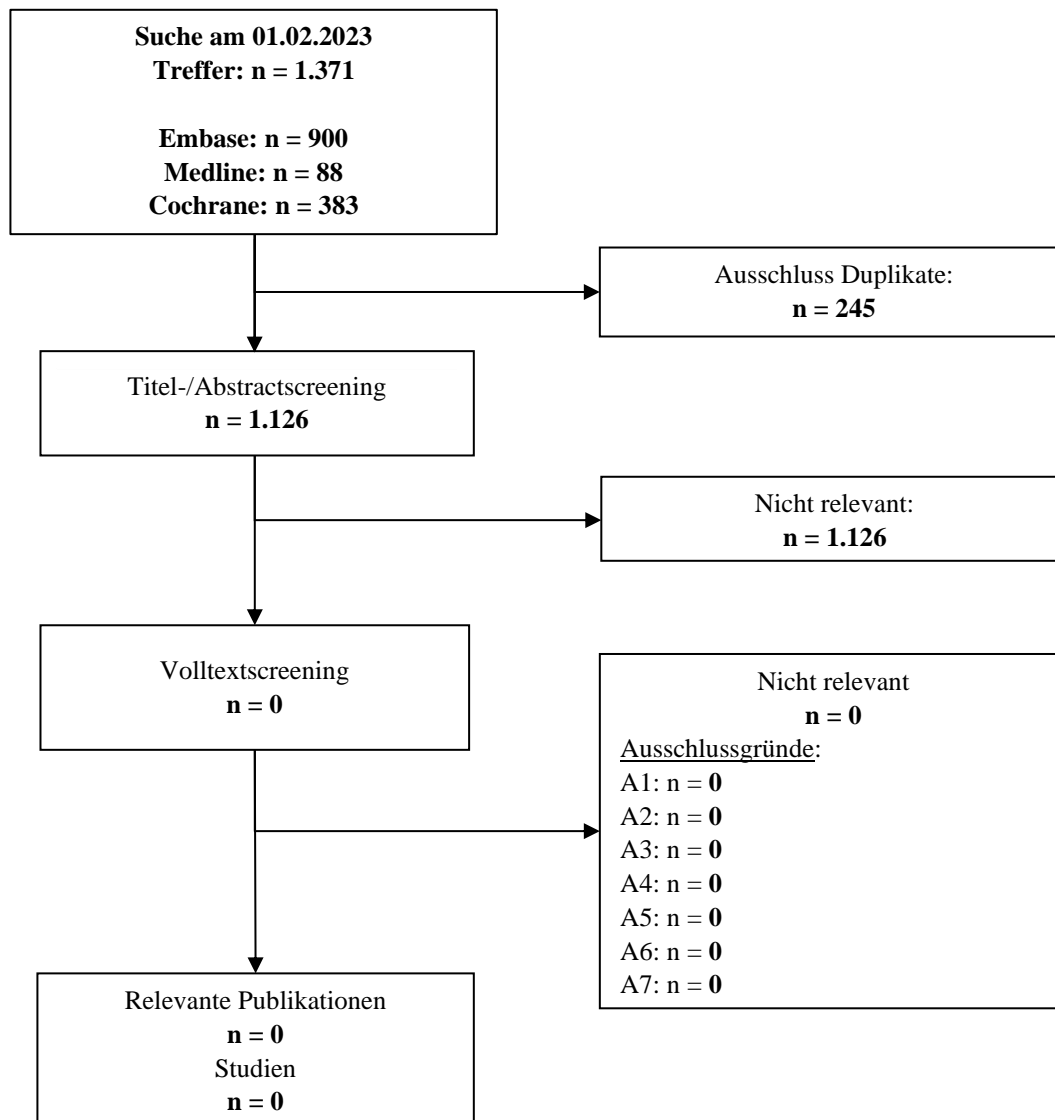 Suche am 01.02.2023
Treffer: n = 1.371
Embase: n = 900
Medline: n = 88
Cochrane: n = 383
Ausschluss Duplikate:
n = 245
Titel-/Abstractscreening
n = 1.126
Nicht relevant:
n = 1.126
Volltextscreening
n = 0
Nicht relevant
n = 0
Ausschlussgründe:
A1: n = 0
A2: n = 0
A3: n = 0
A4: n = 0
A5: n = 0
A6: n = 0
A7: n = 0
Relevante Publikationen
n = 0
Studien
n = 0